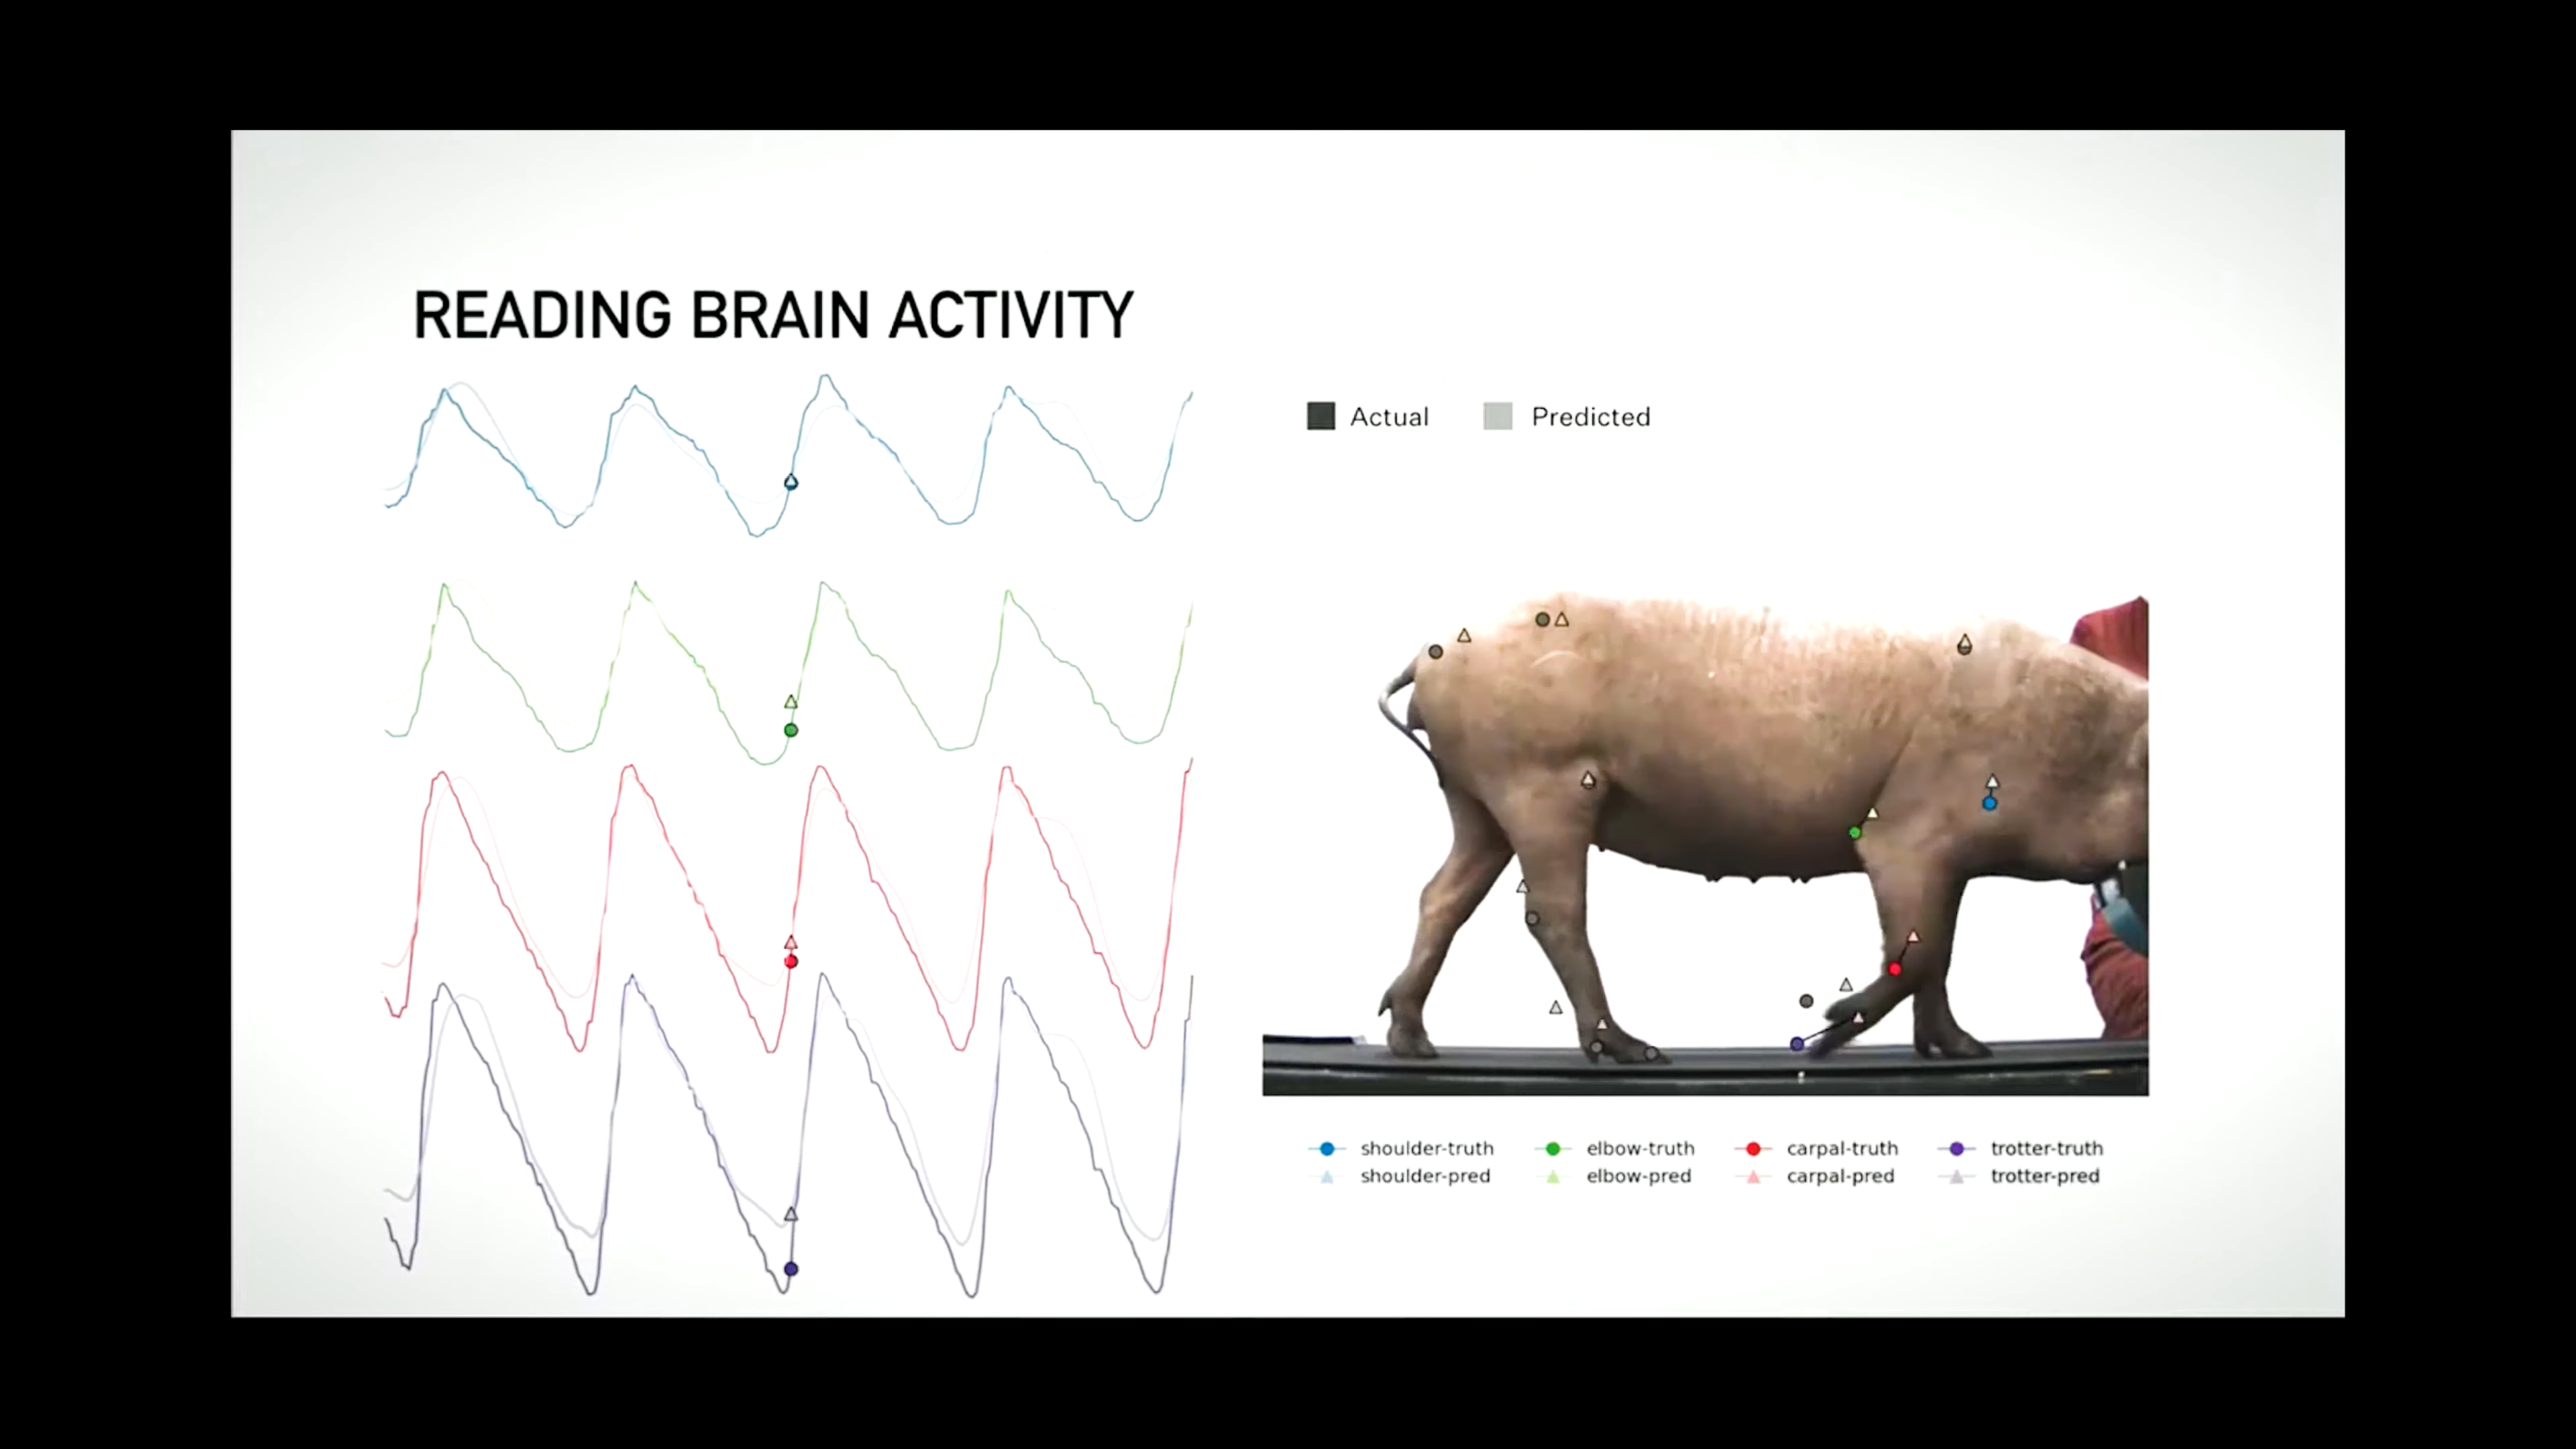 READING BRAIN ACTIVITY
Actual Predicted
shoulder-truth elbow-truth carpal-truth trotter-truth
shoulder-pred elbow-pred carpal-pred trotter-pred